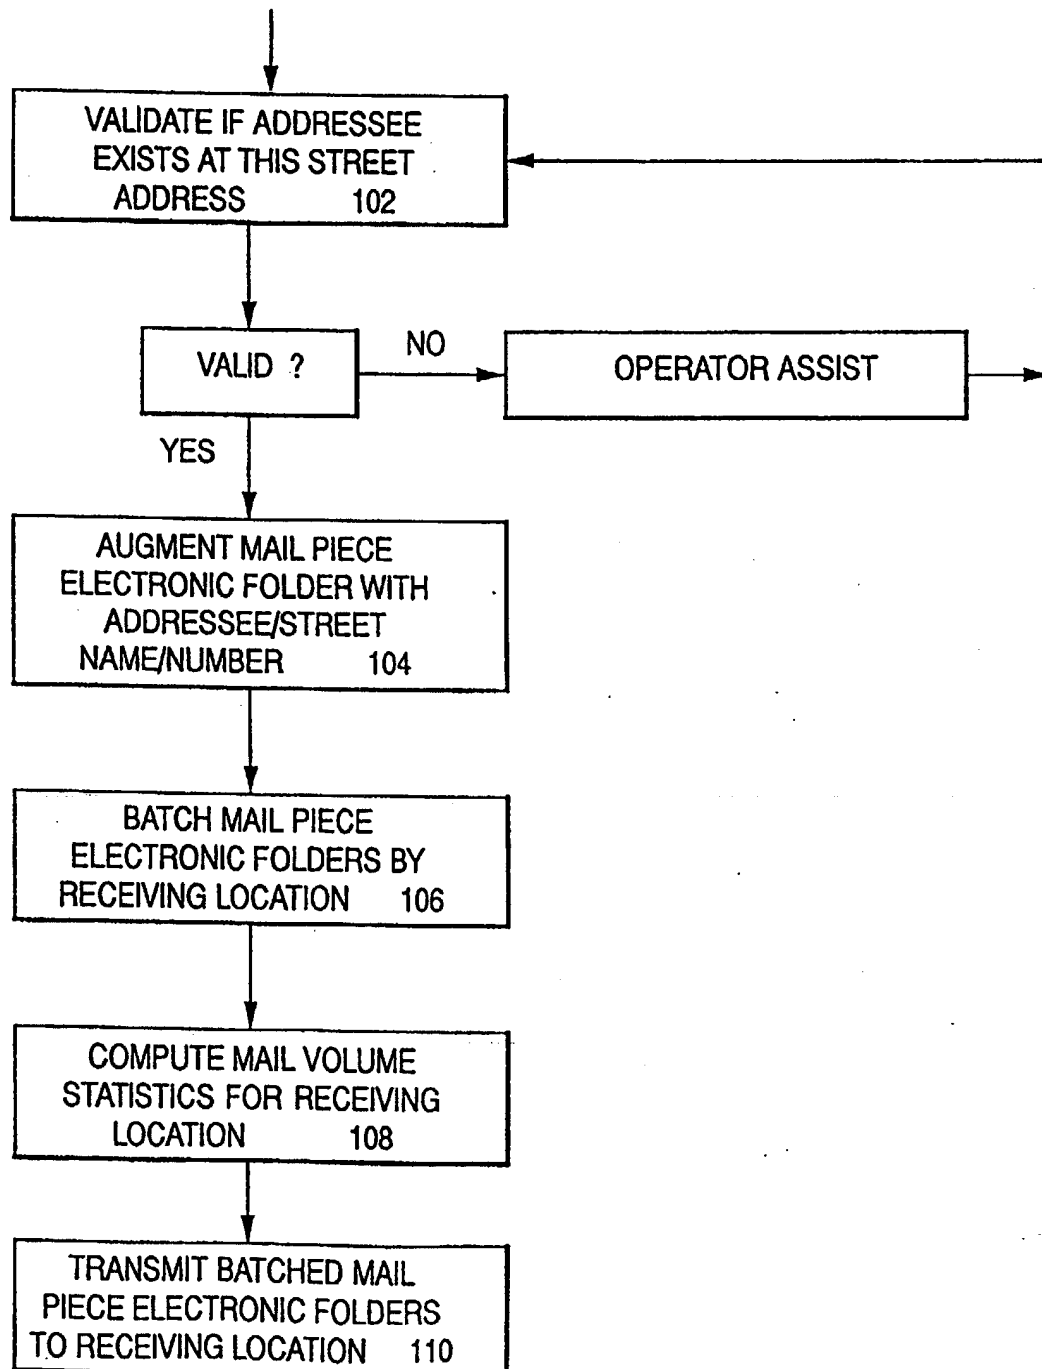 VALIDATE IF ADDRESSEE
EXISTS AT THIS STREET
ADDRESS 102
VALID ?
NO
OPERATOR ASSIST
YES
AUGMENT MAIL PIECE
ELECTRONIC FOLDER WITH
ADDRESSEE/STREET
NAME/NUMBER 104
BATCH MAIL PIECE
ELECTRONIC FOLDERS BY
RECEIVING LOCATION 106
COMPUTE MAIL VOLUME
STATISTICS FOR RECEIVING
LOCATION 108
TRANSMIT BATCHED MAIL
PIECE ELECTRONIC FOLDERS
TO RECEIVING LOCATION 110